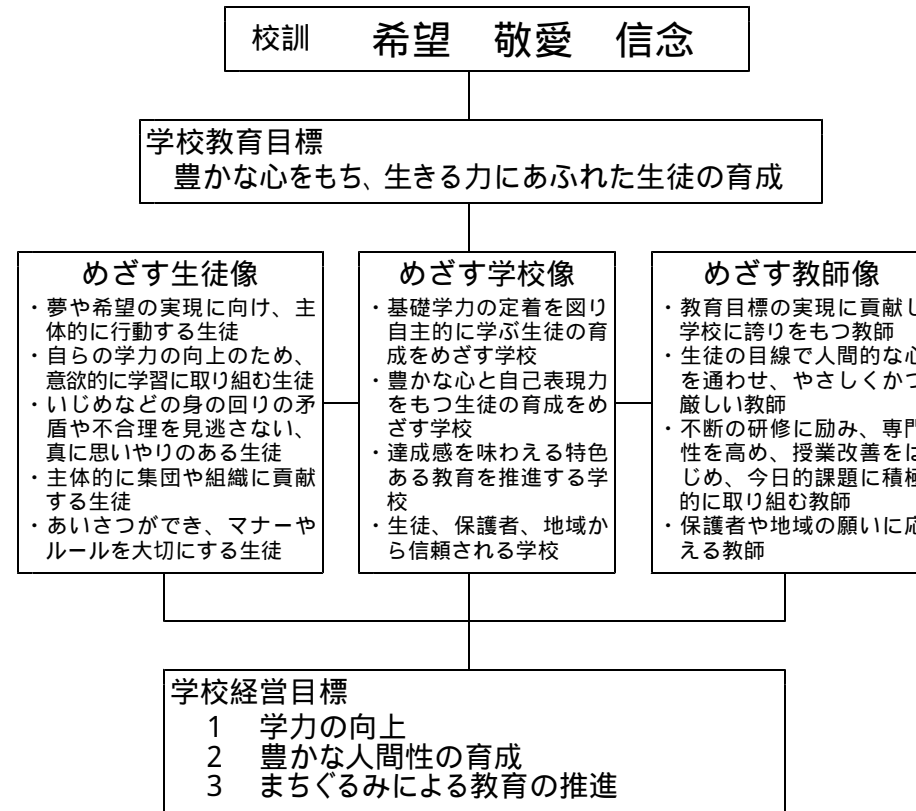 校訓　希望　敬愛　信念
学校教育目標
豊かな心をもち、生きる力にあふれた生徒の育成
めざす生徒像
・夢や希望の実現に向け、主
体的に行動する生徒
・自らの学力の向上のため、
意欲的に学習に取り組む生徒
・いじめなどの身の回りの矛
盾や不合理を見逃さない、
真に思いやりのある生徒
・主体的に集団や組織に貢献
する生徒
・あいさつができ、マナーや
ルールを大切にする生徒
めざす学校像
・基礎学力の定着を図り
自主的に学ぶ生徒の育
成をめざす学校
・豊かな心と自己表現力
をもつ生徒の育成をめ
ざす学校
・達成感を味わえる特色
ある教育を推進する学
校
・生徒、保護者、地域か
ら信頼される学校
めざす教師像
・教育目標の実現に貢献し
学校に誇りをもつ教師
・生徒の目線で人間的な心
を通わせ、やさしくかつ
厳しい教師
・不断の研修に励み、専門
性を高め、授業改善をは
じめ、今日的課題に積極
的に取り組む教師
・保護者や地域の願いに応
える教師
学校経営目標
1　学力の向上
2　豊かな人間性の育成
3　まちぐるみによる教育の推進